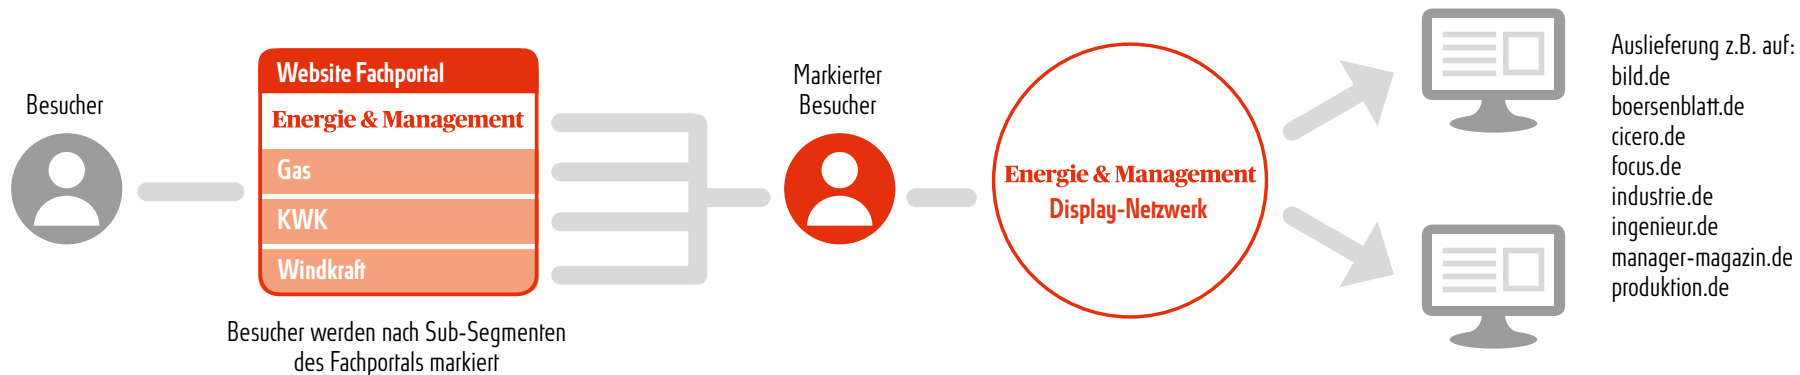 Besucher
Website Fachportal
Energie & Management
Gas
KWK
Windkraft
Besucher werden nach Sub-Segmenten
des Fachportals markiert
Markierter
Besucher
Energie & Management
Display-Netzwerk
Auslieferung z.B. auf:
bild.de
boersenblatt.de
cicero.de
focus.de
industrie.de
ingenieur.de
manager-magazin.de
produktion.de